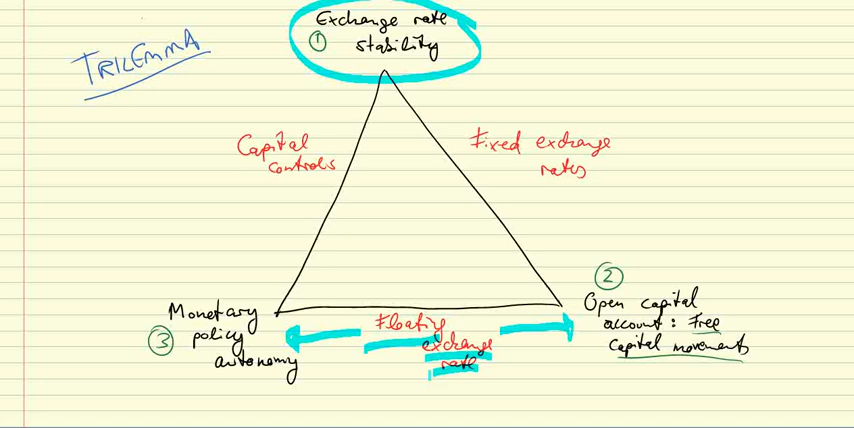 TRILEMMA
Exchange rate
① stability
Capital
controls
Fixed exchange
rates
②
Open capital
account: Free
capital movements
Monetary
③ policy
autonomy
Floating
exchange
rate